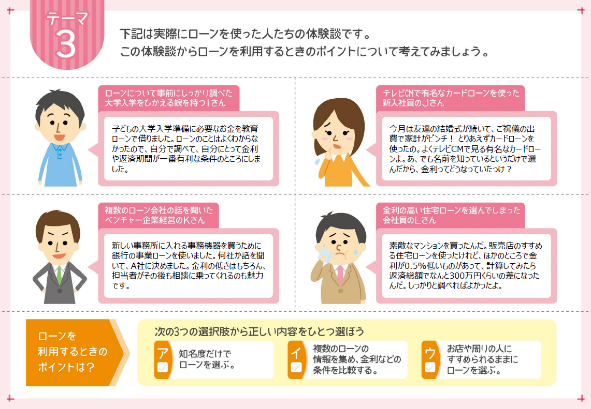 テーマ
3
下記は実際にローンを使った人たちの体験談です。
この体験談からローンを利用するときのポイントについて考えてみましょう。
ローンについて事前にしっかり調べた
大学入学をひかえる親を持つIさん
子どもの大学入学準備に必要なお金を教育
ローンで借りました。ローンのことはよくわからな
かったので、自分で調べて、自分にとって金利
や返済期間が一番有利な条件のところにしま
した。
テレビCMで有名なカードローンを使った
新入社員のJさん
今月は友達の結婚式が続いて、ご祝儀の出
費で家計がピンチ！とりあえずカードローンを
使ったの。よくテレビCMで見る有名なカードロー
ンよ。あ、でも名前を知っているというだけで選
んだから、金利ってどうなっていたっけ？
複数のローン会社の話を聞いた
ベンチャー企業経営のKさん
新しい事務所に入れる事務機器を買うために
銀行の事業ローンを使いました。何社か話を聞
いて、A社に決めました。金利の低さはもちろん、
担当者がその後も相談に乗ってくれるのも魅力
です。
金利の高い住宅ローンを選んでしまった
会社員のLさん
素敵なマンションを買ったんだ。販売店のすすめ
る住宅ローンを使ったけれど、ほかのところで金
利が0.5％低いものがあって、計算してみたら
返済総額でなんと300万円くらいの差になった
んだ。しっかりと調べればよかったよ。
ローンを
利用するときの
ポイントは？
次の3つの選択肢から正しい内容をひとつ選ぼう
ア
知名度だけで
ローンを選ぶ。
イ
複数のローンの
情報を集め、金利などの
条件を比較する。
ウ
お店や周りの人に
すすめられるままに
ローンを選ぶ。